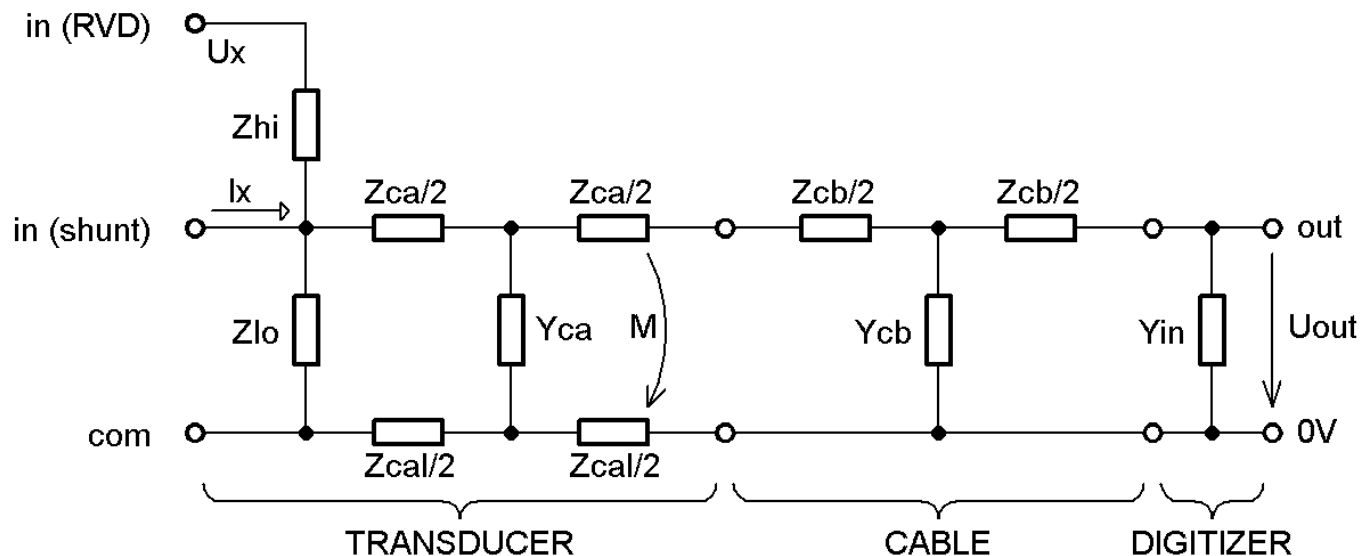 in (RVD)
Ux
Zhi
Ix
Zca/2
Zca/2
Zcb/2
Zcb/2
in (shunt)
out
Zlo
Yca
M
Ycb
Yin
Uout
com
0V
Zcal/2
Zcal/2
TRANSDUCER
CABLE
DIGITIZER